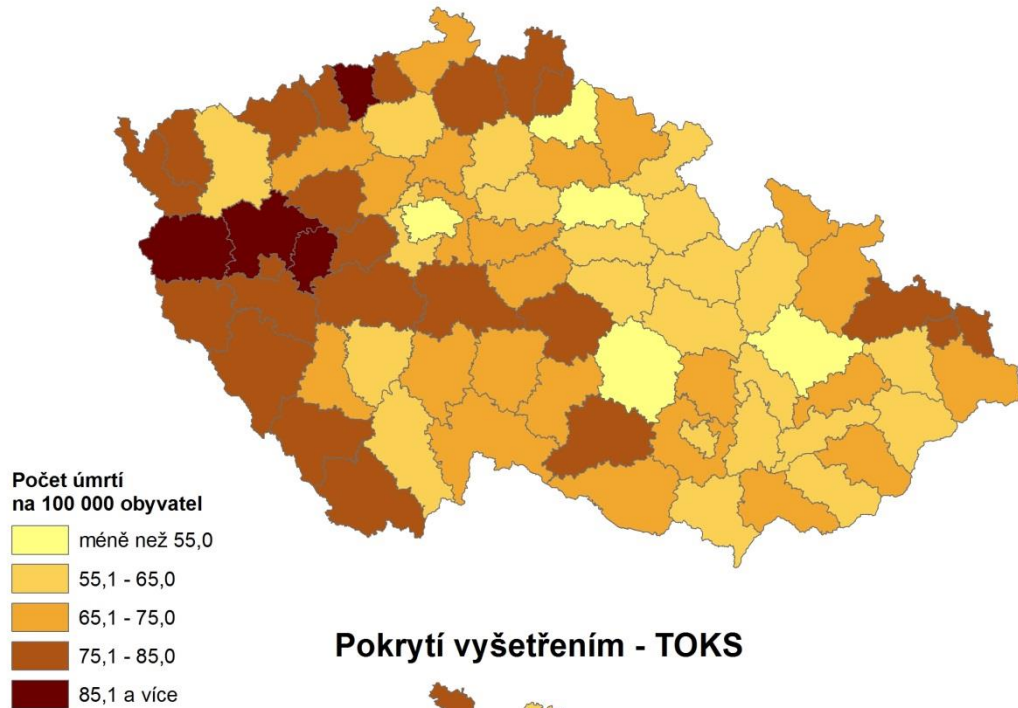 Počet úmrtí
na 100 000 obyvatel
méně než 55,0
55,1 - 65,0
65,1 - 75,0
75,1 - 85,0
85,1 a více
Pokrytí vyšetřením - TOKS